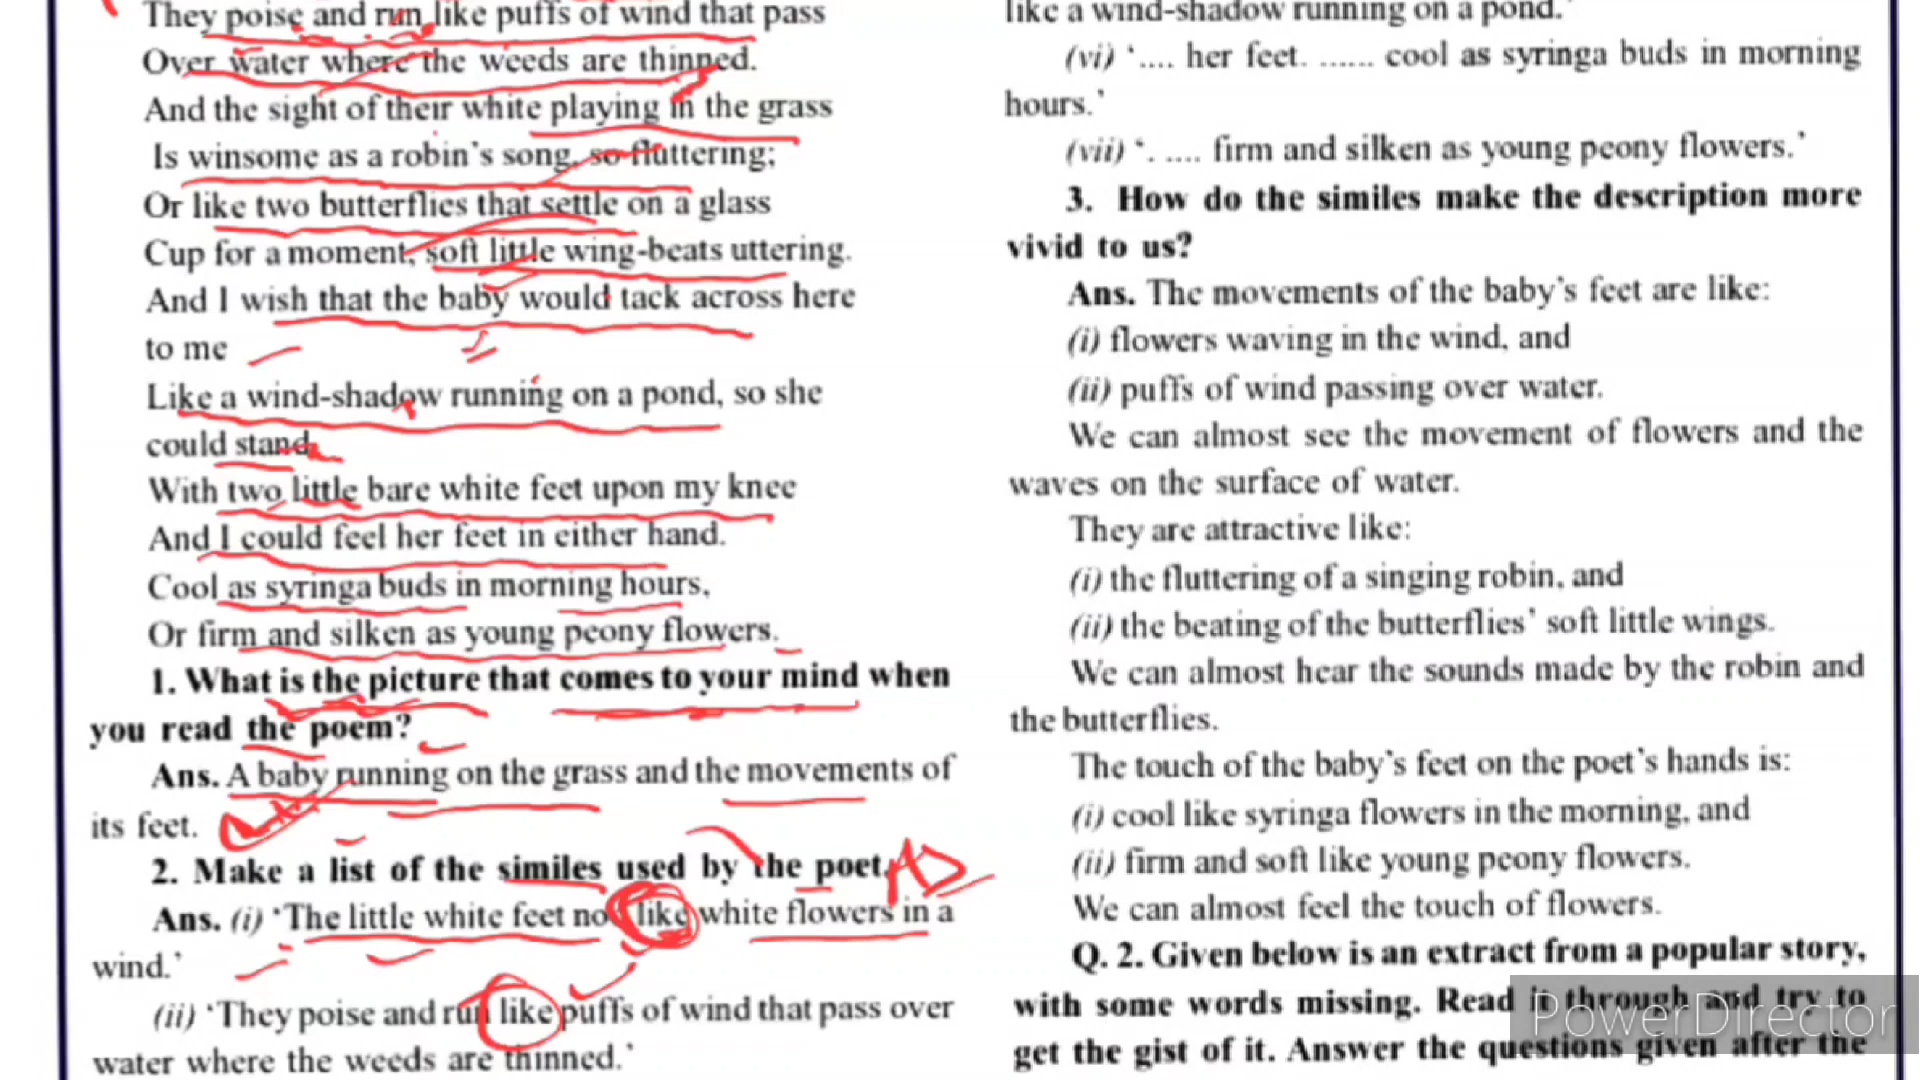 They poise and run like puffs of wind that pass
Over water where the weeds are thinned.
And the sight of their white playing in the grass
Is winsome as a robin's song, so fluttering;
Or like two butterflies that settle on a glass
Cup for a moment, soft little wing-beats uttering.
And I wish that the baby would tack across here
to me
Like a wind-shadow running on a pond, so she
could stand
With two little bare white feet upon my knee
And I could feel her feet in either hand.
Cool as syringa buds in morning hours,
Or firm and silken as young peony flowers.
1. What is the picture that comes to your mind when
you read the poem?
Ans. A baby running on the grass and the movements of
its feet.
2. Make a list of the similes used by the poet.
Ans. (i) 'The little white feet no like white flowers in a
wind.'
(ii) 'They poise and run like puffs of wind that pass over
water where the weeds are thinned.'
like a wind-shadow running on a pond.'
(vi) '.... her feet. ...... cool as syringa buds in morning
hours.'
(vii) '. .... firm and silken as young peony flowers.'
3. How do the similes make the description more
vivid to us?
Ans. The movements of the baby's feet are like:
(i) flowers waving in the wind, and
(ii) puffs of wind passing over water.
We can almost see the movement of flowers and the
waves on the surface of water.
They are attractive like:
(i) the fluttering of a singing robin, and
(ii) the beating of the butterflies' soft little wings.
We can almost hear the sounds made by the robin and
the butterflies.
The touch of the baby's feet on the poet's hands is:
(i) cool like syringa flowers in the morning, and
(ii) firm and soft like young peony flowers.
We can almost feel the touch of flowers.
Q. 2. Given below is an extract from a popular story,
with some words missing. Read it through and try to
get the gist of it. Answer the questions given after the
PowerDirector